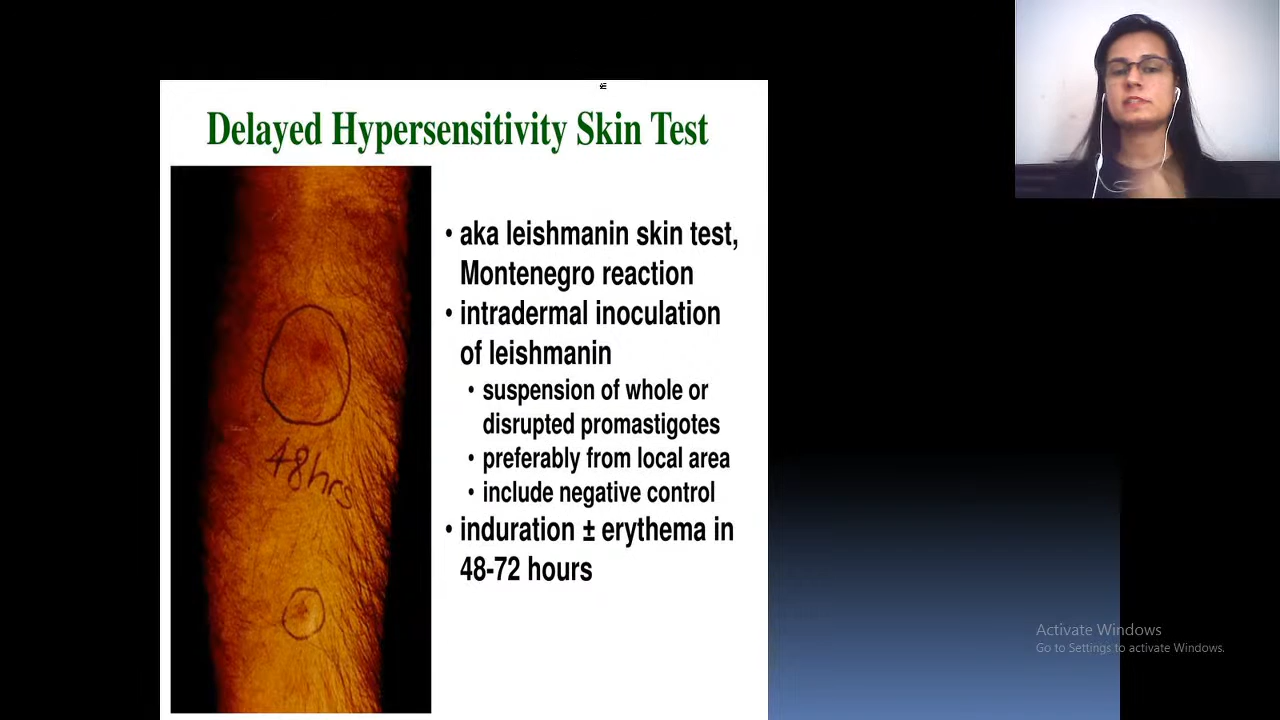 Delayed Hypersensitivity Skin Test
• aka leishmanin skin test,
Montenegro reaction
• intradermal inoculation
of leishmanin
• suspension of whole or
disrupted promastigotes
• preferably from local area
• include negative control
• induration ± erythema in
48-72 hours
48hrs
Activate Windows
Go to Settings to activate Windows.